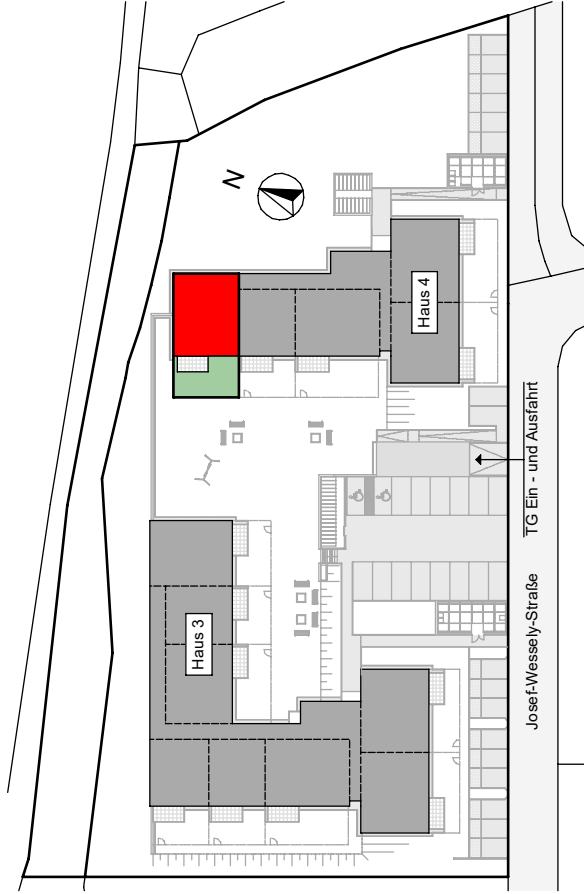 N
Haus 4
Haus 3
TG Ein - und Ausfahrt
Josef-Wessely-Straße